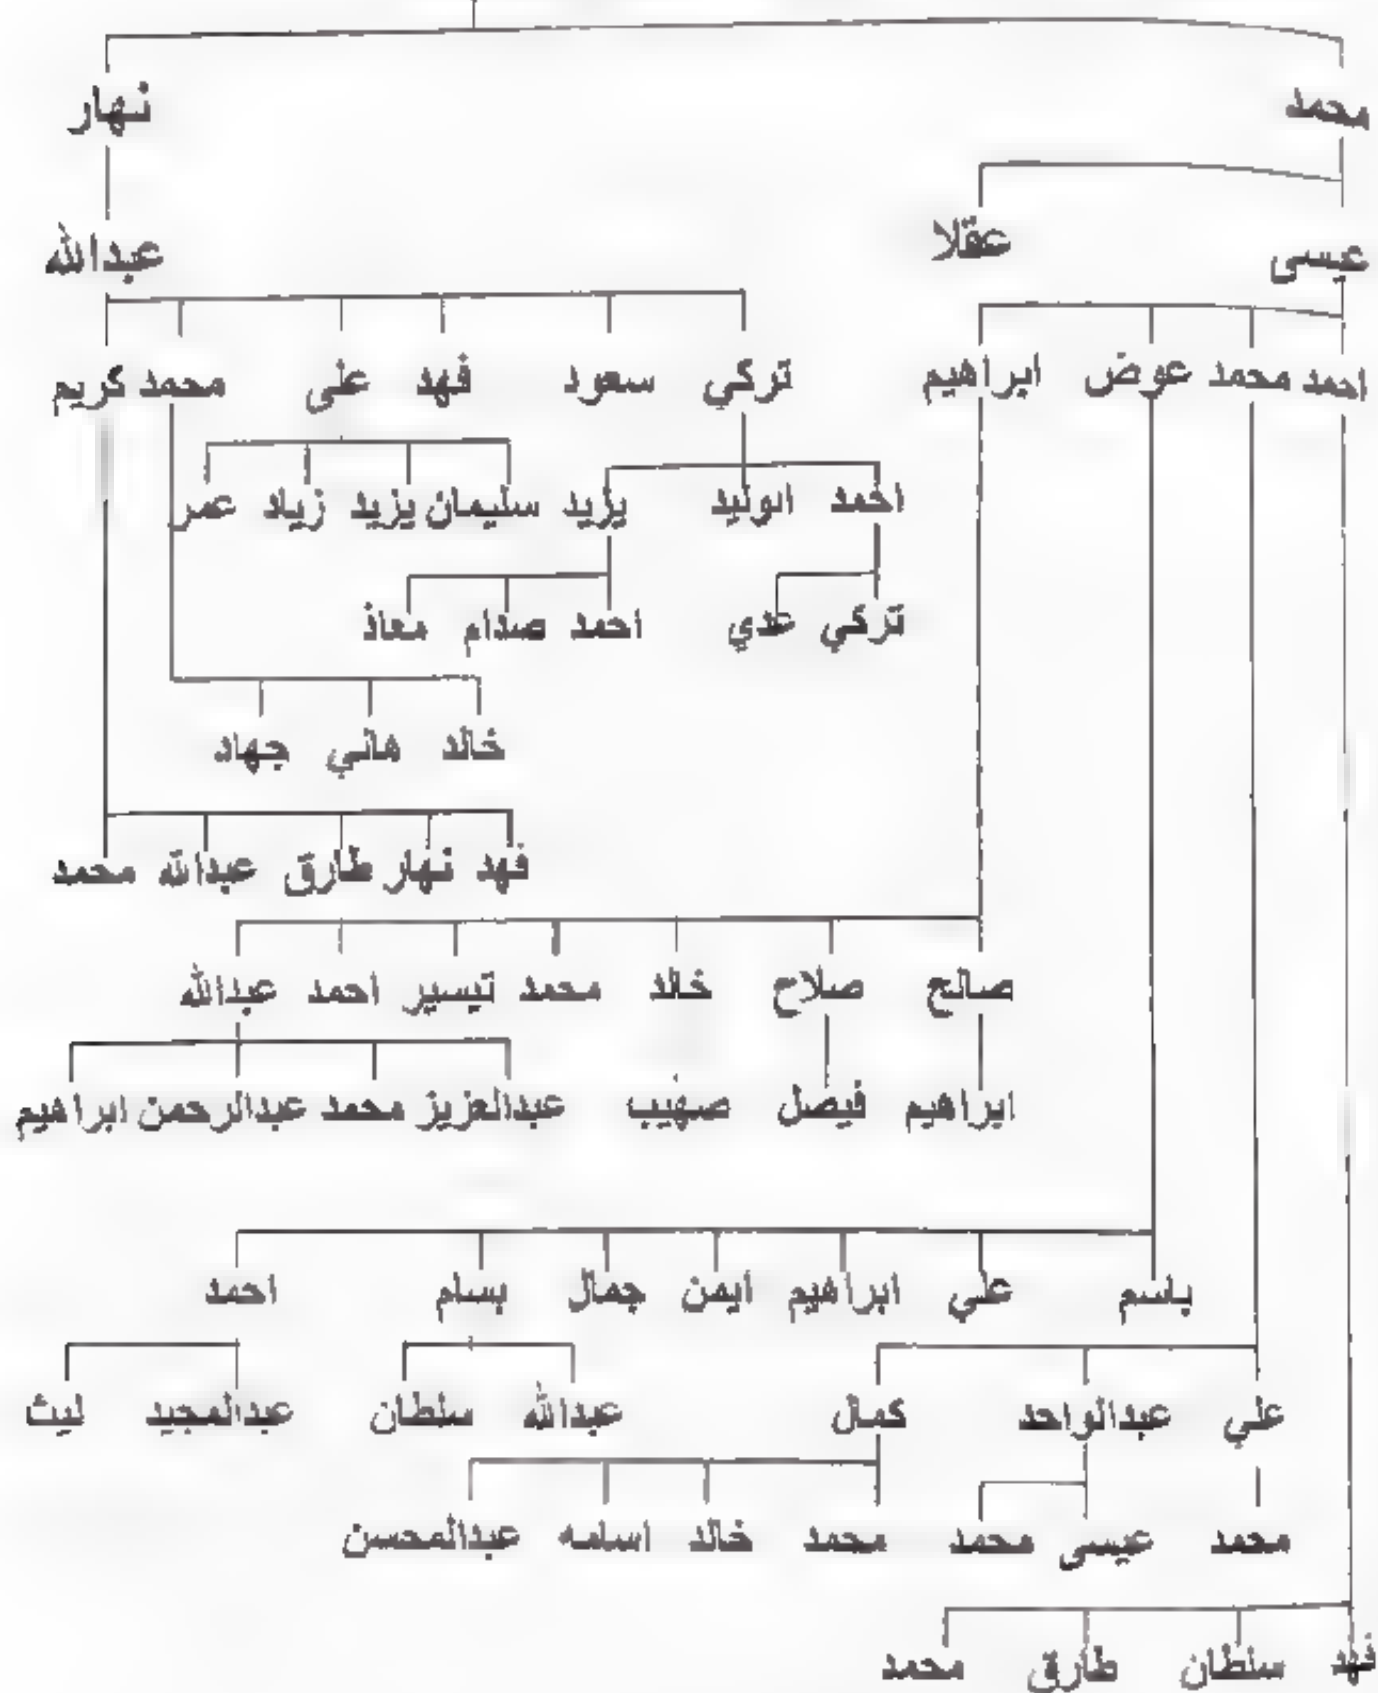 محمد نهار
عيسى عقلا عبدالله
احمد محمد عوض ابراهيم تركي سعود فهد على محمد كريم
احمد الوليد يزيد سليمان يزيد زياد عمر
تركي عدي احمد صدام معاذ
خالد هاني جهاد
فهد نهار طارق عبدالله محمد
صالح صلاح خالد محمد تيسير احمد عبدالله
ابراهيم فيصل صهيب عبدالعزيز محمد عبدالرحمن ابراهيم
باسم علي ابراهيم ايمن جمال بسام احمد
علي عبدالواحد كمال عبدالله سلطان عبدالمجيد ليث
محمد عيسى محمد محمد خالد اسامه عبدالمحسن
فهد سلطان طارق محمد